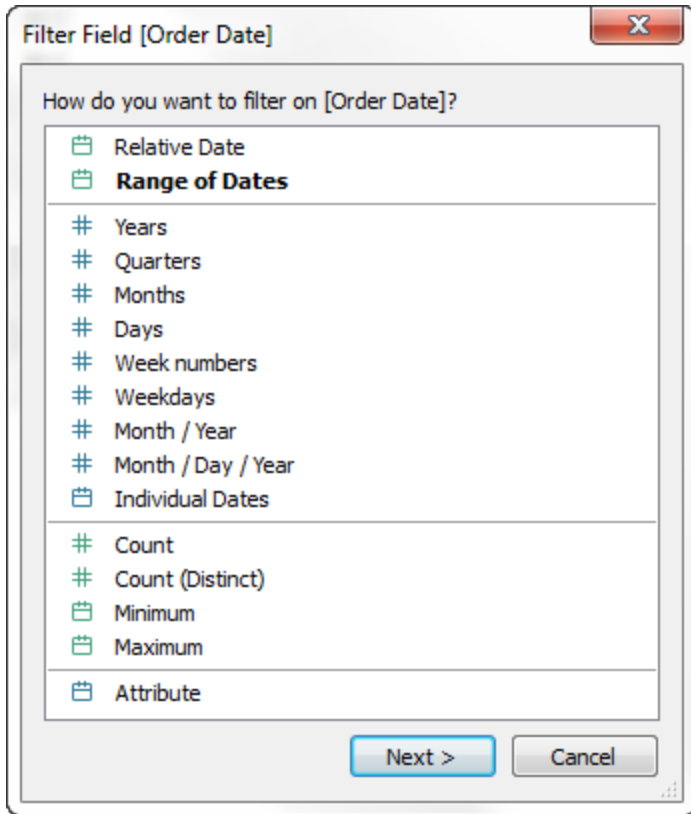 Filter Field [Order Date]
How do you want to filter on [Order Date]?
Relative Date
Range of Dates
Years
Quarters
Months
Days
Week numbers
Weekdays
Month / Year
Month / Day / Year
Individual Dates
Count
Count (Distinct)
Minimum
Maximum
Attribute
Next > Cancel